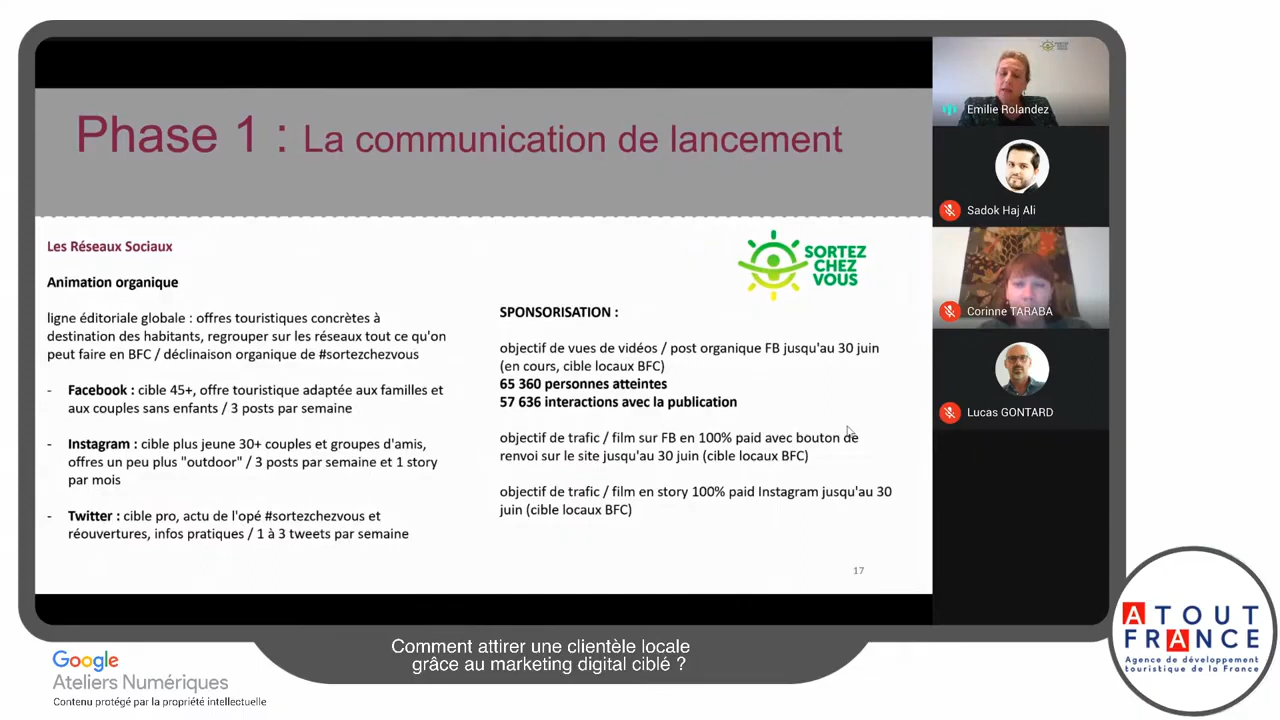 Phase 1 : La communication de lancement
Les Réseaux Sociaux
Animation organique
ligne éditoriale globale : offres touristiques concrètes à
destination des habitants, regrouper sur les réseaux tout ce qu'on
peut faire en BFC / déclinaison organique de #sortezchezvous
- Facebook : cible 45+, offre touristique adaptée aux familles et
aux couples sans enfants / 3 posts par semaine
- Instagram : cible plus jeune 30+ couples et groupes d'amis,
offres un peu plus "outdoor" / 3 posts par semaine et 1 story
par mois
- Twitter : cible pro, actu de l'opé #sortezchezvous et
réouvertures, infos pratiques / 1 à 3 tweets par semaine
SORTEZ
CHEZ
VOUS
SPONSORISATION :
objectif de vues de vidéos / post organique FB jusqu'au 30 juin
(en cours, cible locaux BFC)
65 360 personnes atteintes
57 636 interactions avec la publication
objectif de trafic / film sur FB en 100% paid avec bouton de
renvoi sur le site jusqu'au 30 juin (cible locaux BFC)
objectif de trafic / film en story 100% paid Instagram jusqu'au 30
juin (cible locaux BFC)
17
Emilie Rolandez
Sadok Haj Ali
Corinne TARABA
Lucas GONTARD
Google
Ateliers Numériques
Contenu protégé par la propriété intellectuelle
Comment attirer une clientèle locale
grâce au marketing digital ciblé ?
ATOUT
FRANCE
Agence de développement
touristique de la France